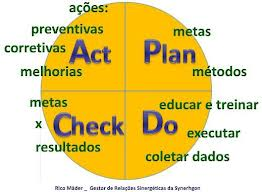 ações:
preventivas
corretivas
melhorias
Act
Plan
metas
métodos
metas
x
resultados
Check
Do
educar e treinar
executar
coletar dados
Rico Mäder _ Gestor de Relações Sinergéticas da Synerhgon